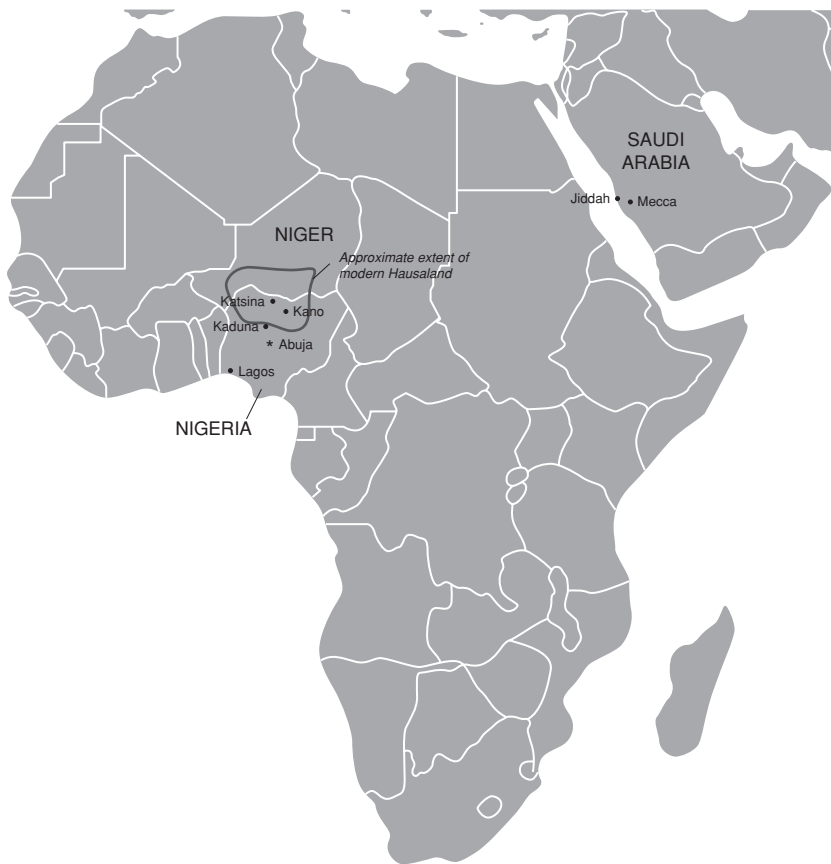 SAUDI
ARABIA
Jiddah
Mecca
NIGER
Approximate extent of
modern Hausaland
Katsina
Kano
Kaduna
* Abuja
Lagos
NIGERIA